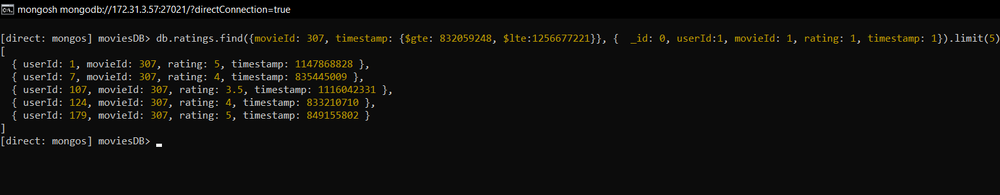 C:\. mongosh mongodb://172.31.3.57:27021/?directConnection=true
[direct: mongos] moviesDB> db.ratings.find({movieId: 307, timestamp: {$gte: 832059248, $lte:1256677221}}, {  _id: 0, userId:1, movieId: 1, rating: 1, timestamp: 1}).limit(5)
[
  { userId: 1, movieId: 307, rating: 5, timestamp: 1147868828 },
  { userId: 7, movieId: 307, rating: 4, timestamp: 835445009 },
  { userId: 107, movieId: 307, rating: 3.5, timestamp: 1116042331 },
  { userId: 124, movieId: 307, rating: 4, timestamp: 833210710 },
  { userId: 179, movieId: 307, rating: 5, timestamp: 849155802 }
]
[direct: mongos] moviesDB>